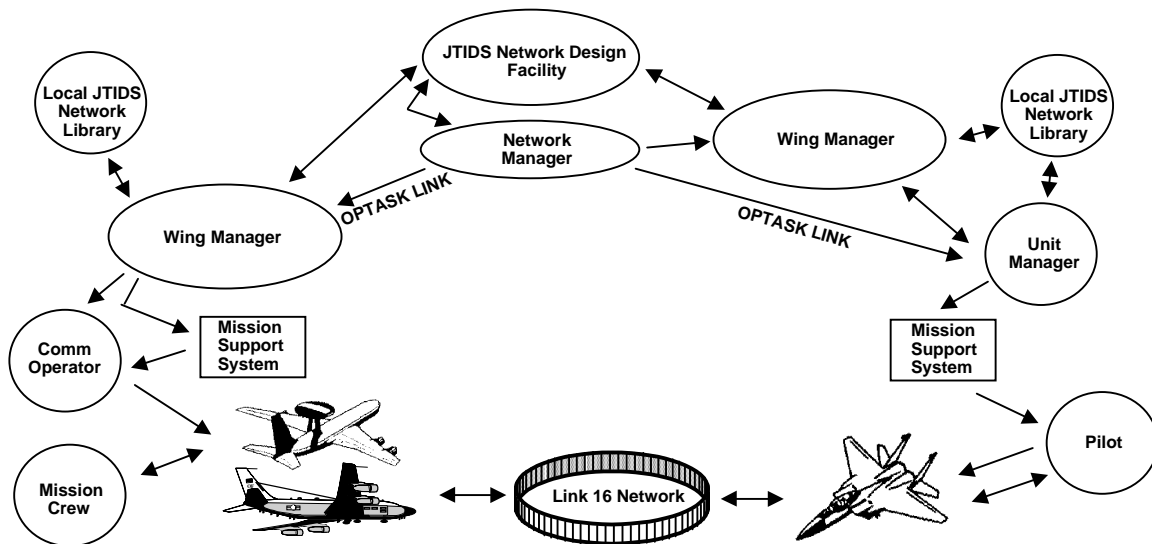 JTIDS Network Design
Facility
Local JTIDS
Network
Library
Local JTIDS
Network
Library
Network
Manager
Wing Manager
OPTASK LINK
OPTASK LINK
Wing Manager
Unit
Manager
Mission
Support
System
Mission
Support
System
Comm
Operator
Pilot
Mission
Crew
Link 16 Network